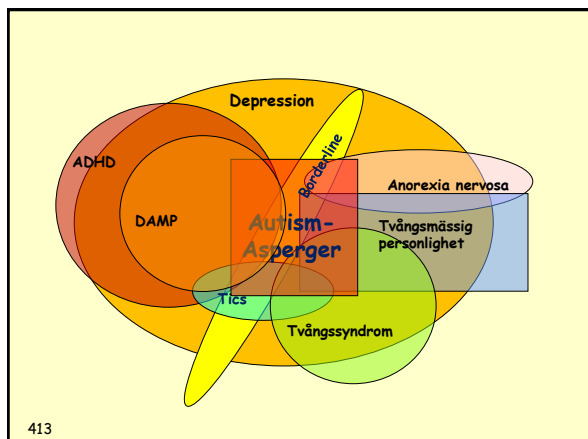 Depression
Borderline
ADHD
Anorexia nervosa
DAMP
Autism-
Asperger
Tvångsmässig
personlighet
Tics
Tvångssyndrom
413